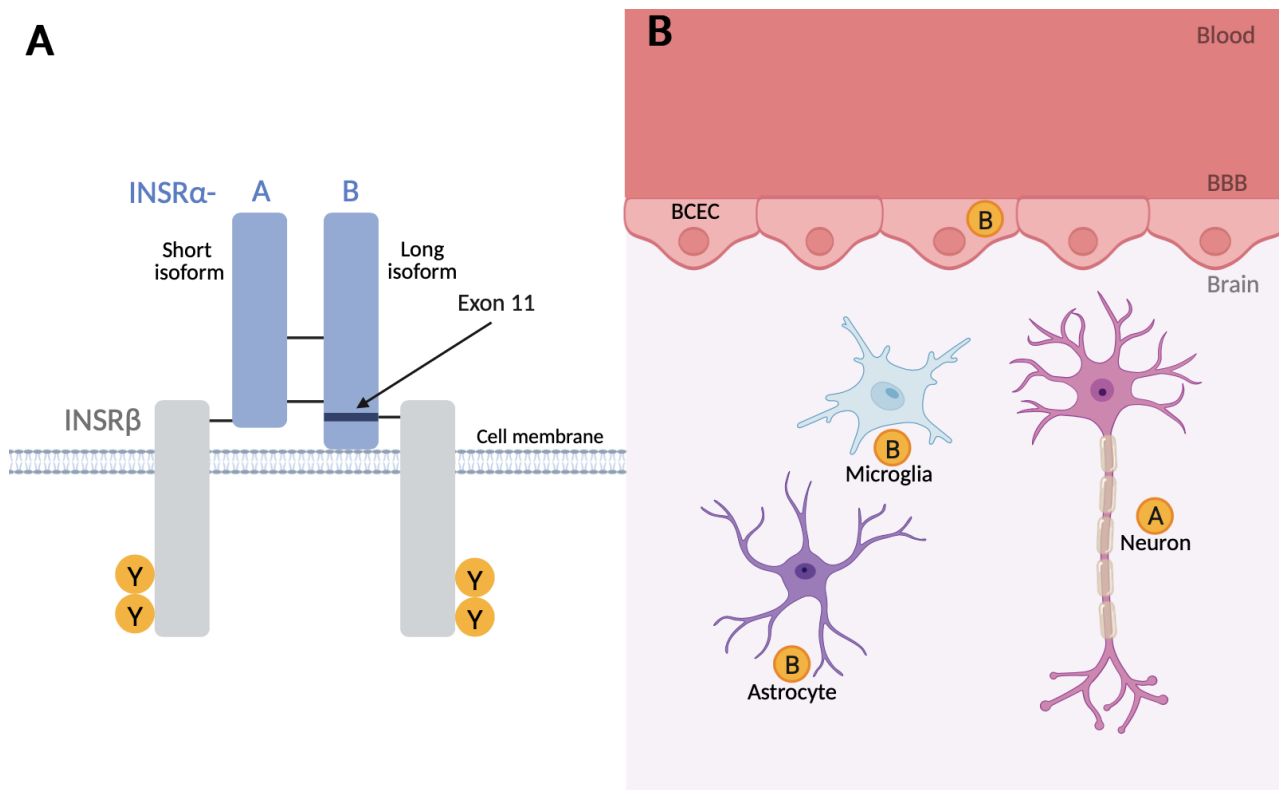 A
INSRα- A B
Short
isoform
Long
isoform
Exon 11
INSRβ
Cell membrane
Y
Y
Y
Y
B
Blood
BBB
BCEC
B
Brain
B
Microglia
A
Neuron
B
Astrocyte